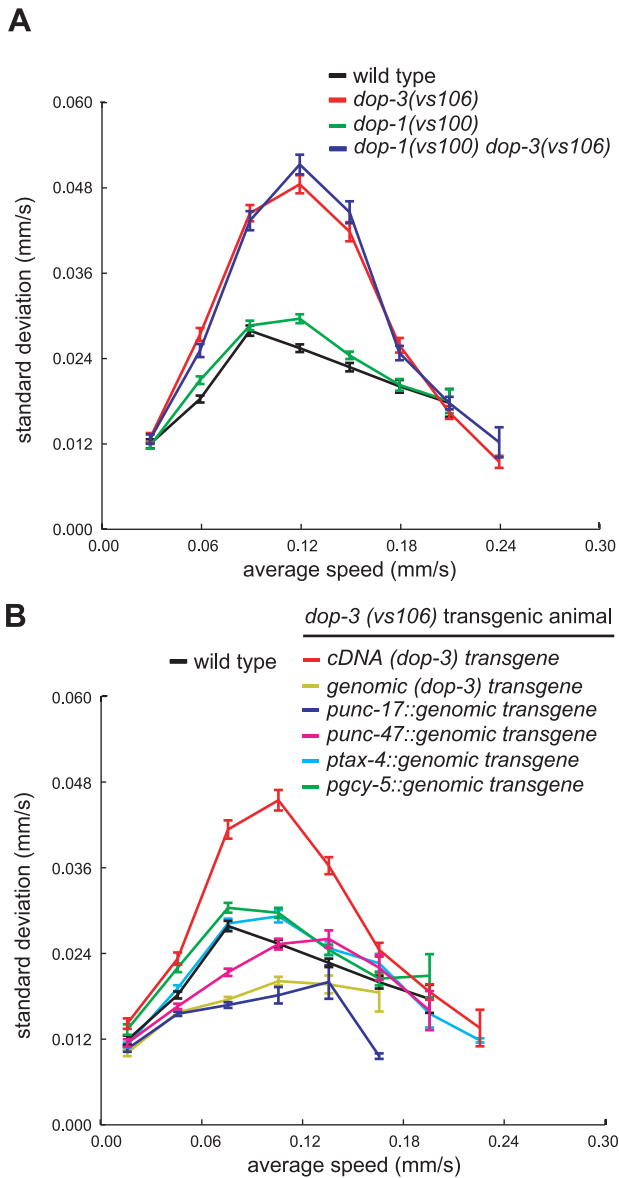 A
wild type
dop-3(vs106)
dop-1(vs100)
dop-1(vs100) dop-3(vs106)
0.060
0.048
0.036
0.024
0.012
0.000
standard deviation (mm/s)
0.00 0.06 0.12 0.18 0.24 0.30
average speed (mm/s)
B
dop-3 (vs106) transgenic animal
wild type
cDNA (dop-3) transgene
genomic (dop-3) transgene
punc-17::genomic transgene
punc-47::genomic transgene
ptax-4::genomic transgene
pgcy-5::genomic transgene
0.060
0.048
0.036
0.024
0.012
0.000
standard deviation (mm/s)
0.00 0.06 0.12 0.18 0.24 0.30
average speed (mm/s)